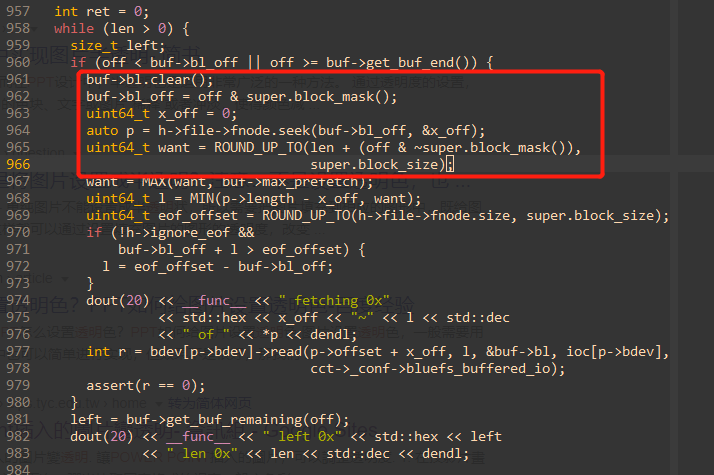 957 int ret = 0;
958 while (len > 0) {
959 size_t left;
960 if (off < buf->bl_off || off >= buf->get_buf_end()) {
961 buf->bl.clear();
962 buf->bl_off = off & super.block_mask();
963 uint64_t x_off = 0;
964 auto p = h->file->fnode.seek(buf->bl_off, &x_off);
965 uint64_t want = ROUND_UP_TO(len + (off & ~super.block_mask()),
966 super.block_size);
967 want = MAX(want, buf->max_prefetch);
968 uint64_t l = MIN(p->length - x_off, want);
969 uint64_t eof_offset = ROUND_UP_TO(h->file->fnode.size, super.block_size);
970 if (!h->ignore_eof &&
971 buf->bl_off + l > eof_offset) {
972 l = eof_offset - buf->bl_off;
973 }
974 dout(20) << __func__ << " fetching 0x"
975 << std::hex << x_off << "~" << l << std::dec
976 << " of " << *p << dendl;
977 int r = bdev[p->bdev]->read(p->offset + x_off, l, &buf->bl, ioc[p->bdev],
978 cct->_conf->bluefs_buffered_io);
979 assert(r == 0);
980 }
981 left = buf->get_buf_remaining(off);
982 dout(20) << __func__ << " left 0x" << std::hex << left
983 << " len 0x" << len << std::dec << dendl;